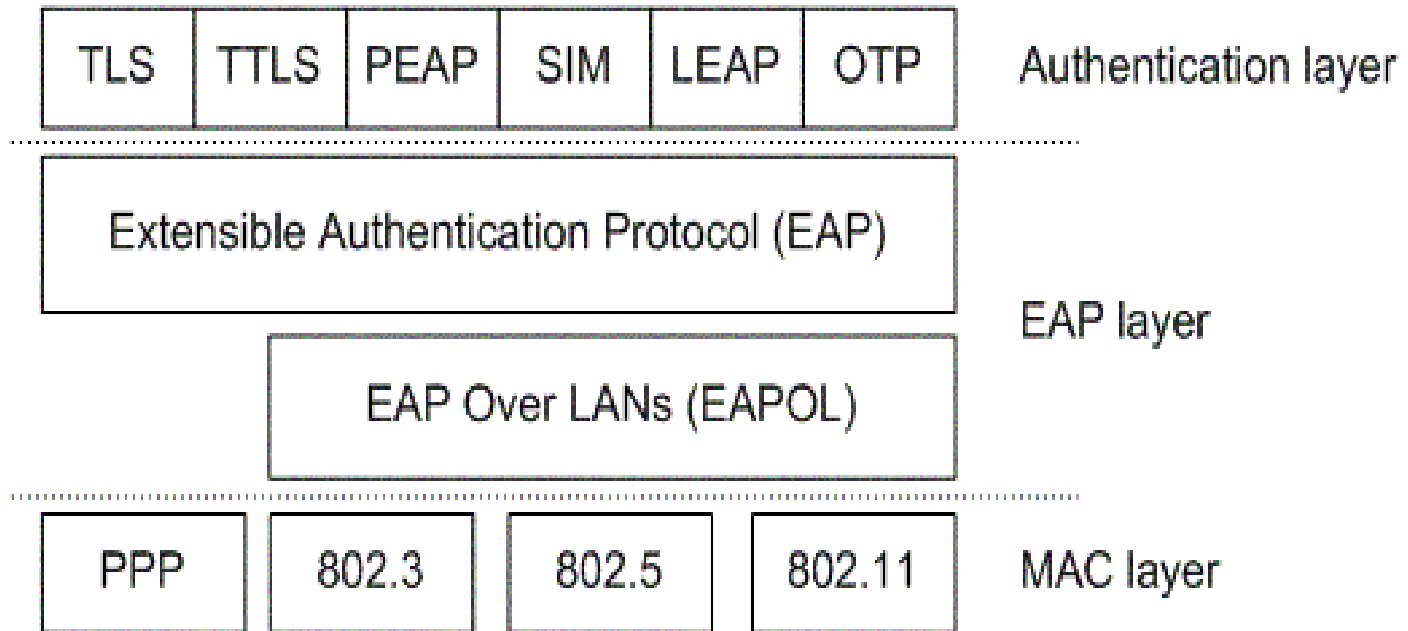 TLS TTLS PEAP SIM LEAP OTP Authentication layer
Extensible Authentication Protocol (EAP)
EAP layer
EAP Over LANs (EAPOL)
PPP 802.3 802.5 802.11 MAC layer